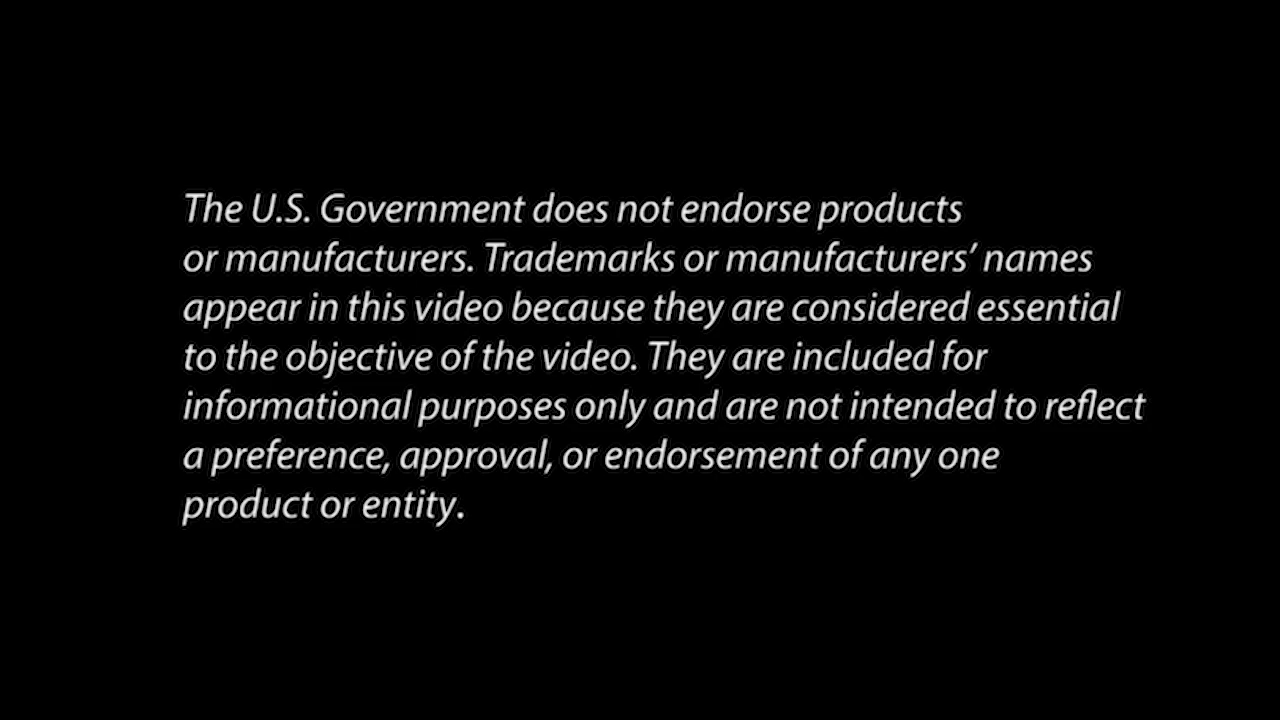 The U.S. Government does not endorse products
or manufacturers. Trademarks or manufacturers’ names
appear in this video because they are considered essential
to the objective of the video. They are included for
informational purposes only and are not intended to reflect
a preference, approval, or endorsement of any one
product or entity.